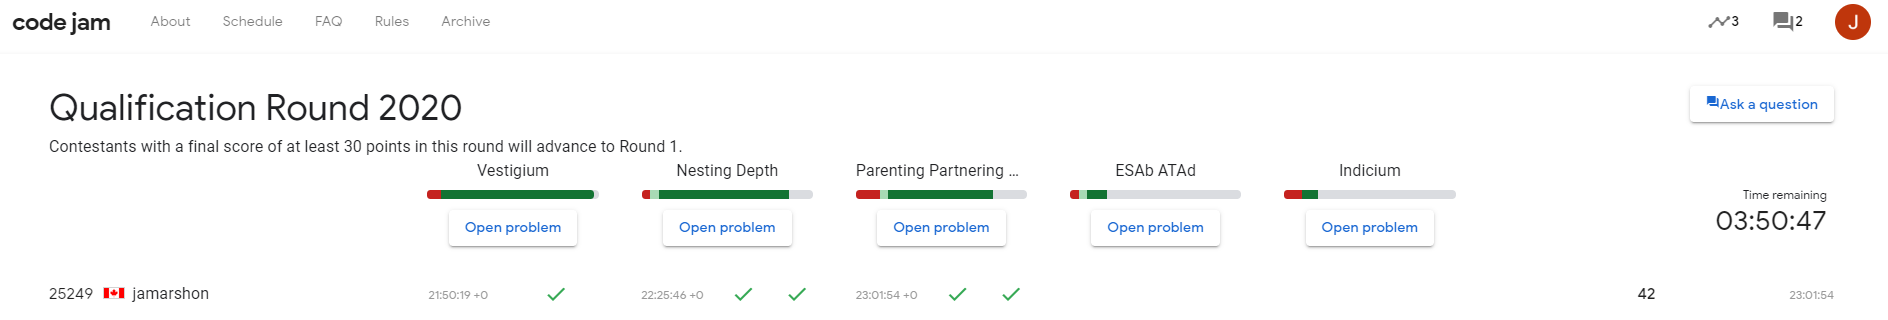 code jam About Schedule FAQ Rules Archive 3 2 J
Qualification Round 2020
Ask a question
Contestants with a final score of at least 30 points in this round will advance to Round 1.
Vestigium Nesting Depth Parenting Partnering ... ESAb ATAd Indicium
Time remaining
03:50:47
Open problem Open problem Open problem Open problem Open problem
25249 jamarshon 21:50:19 +0 22:25:46 +0 23:01:54 +0 42 23:01:54